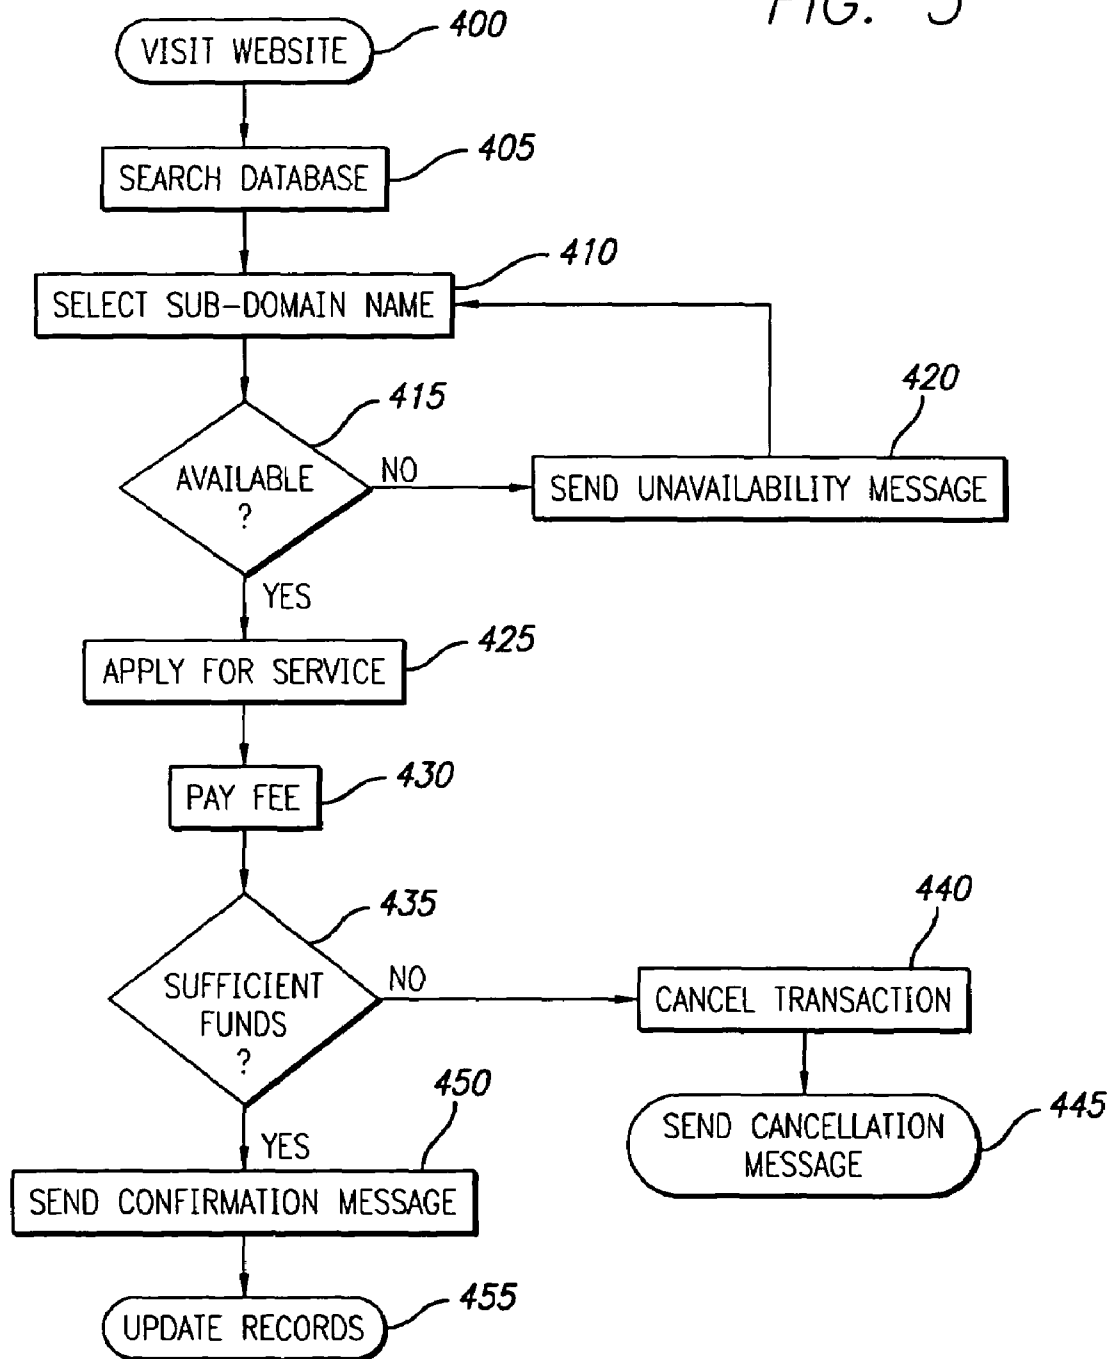 FIG.
VISIT WEBSITE
400
SEARCH DATABASE
405
SELECT SUB-DOMAIN NAME
410
AVAILABLE
?
415
NO
SEND UNAVAILABILITY MESSAGE
420
YES
APPLY FOR SERVICE
425
PAY FEE
430
SUFFICIENT
FUNDS
?
435
NO
CANCEL TRANSACTION
440
SEND CANCELLATION
MESSAGE
445
YES
SEND CONFIRMATION MESSAGE
450
UPDATE RECORDS
455